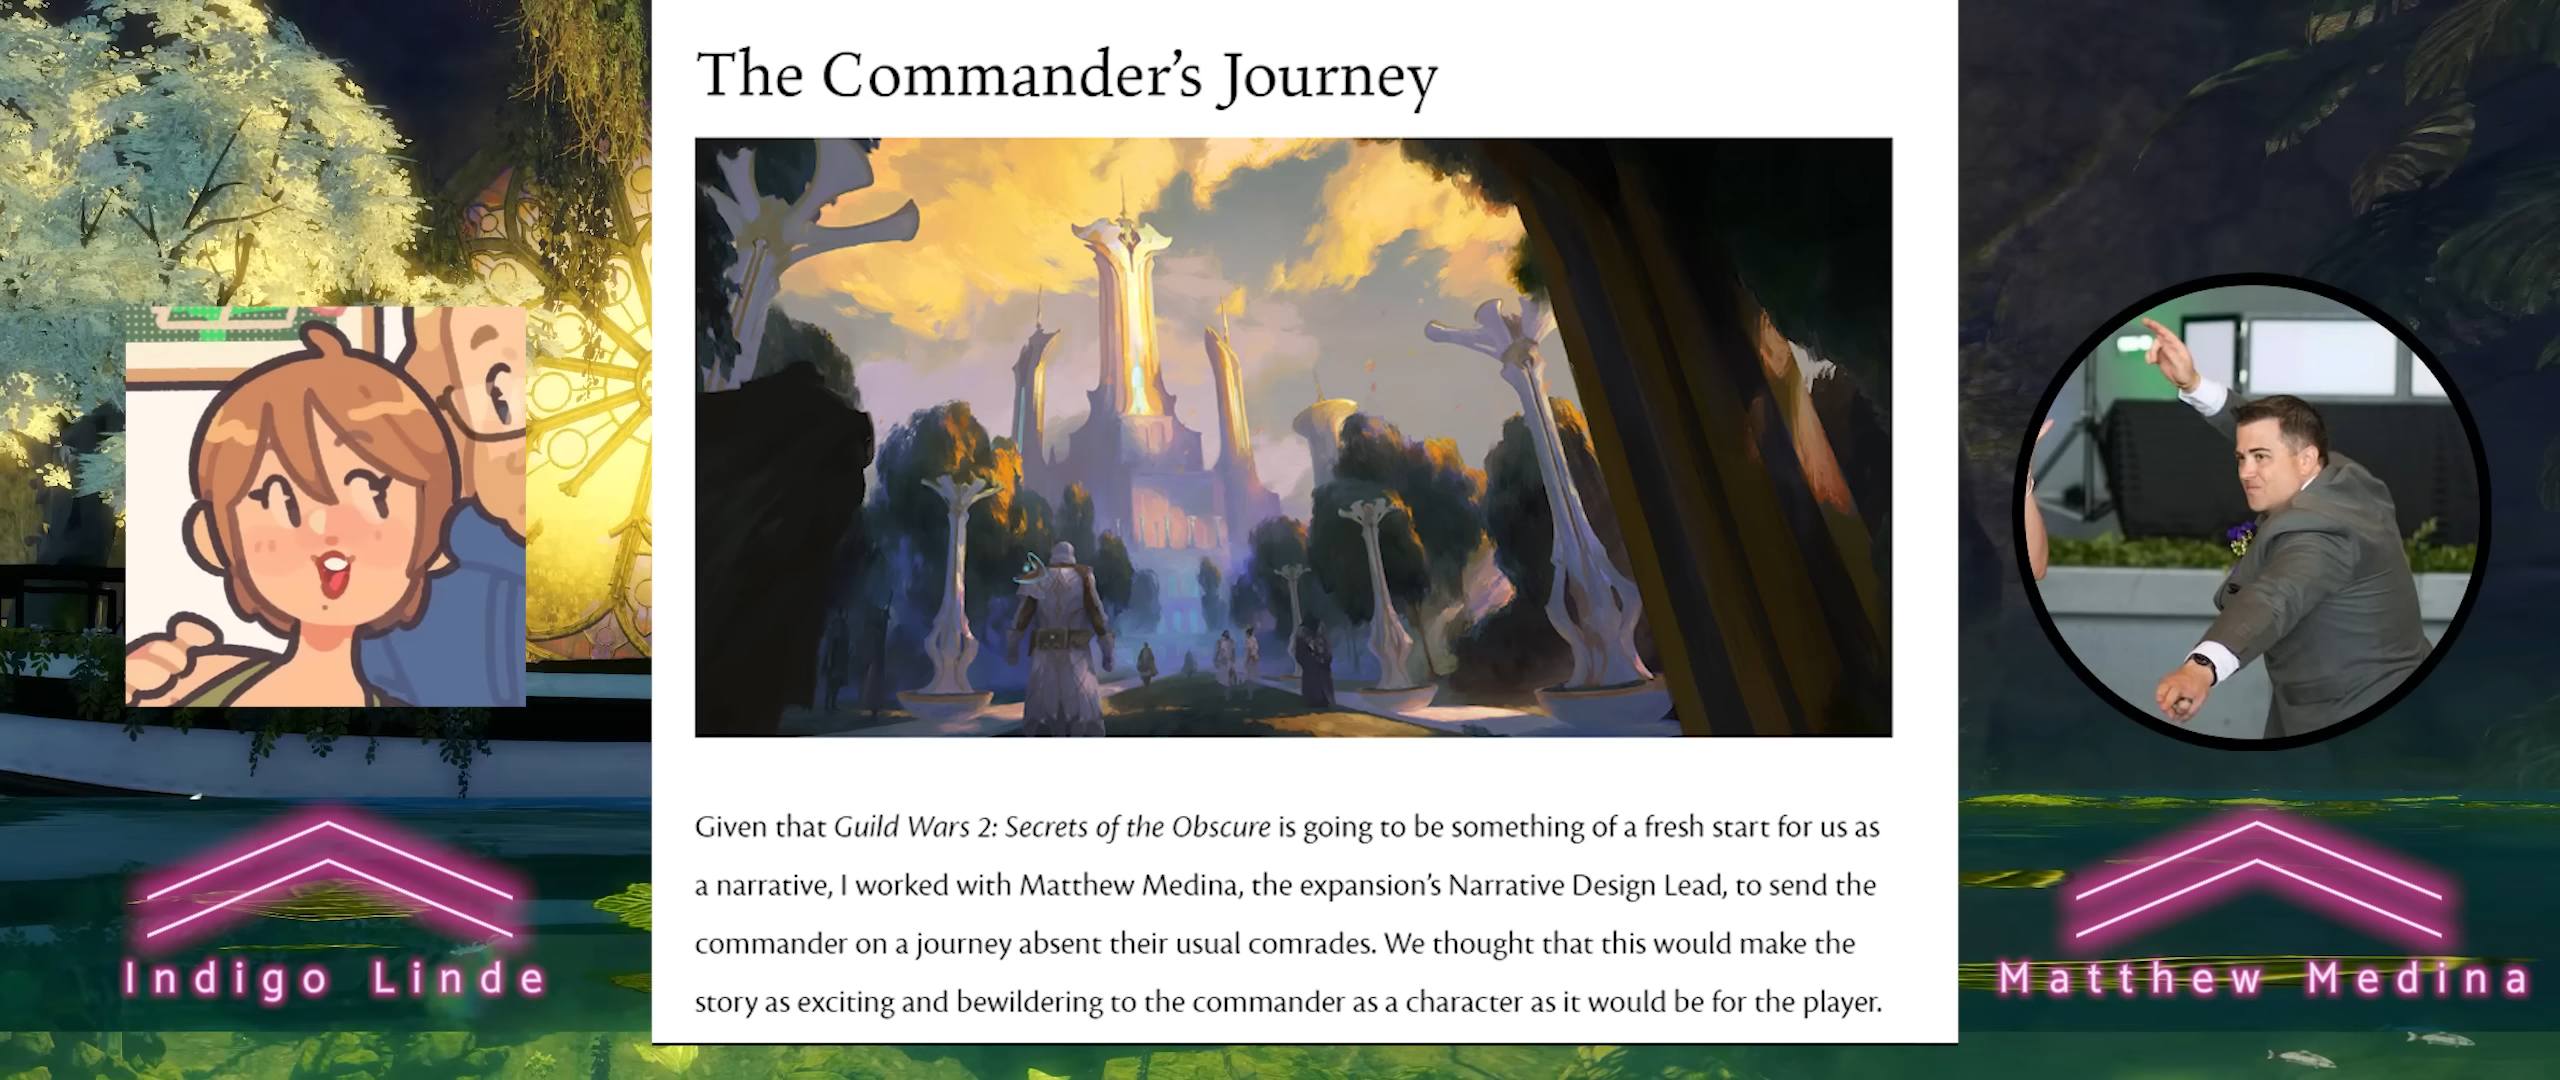 The Commander’s Journey
Given that Guild Wars 2: Secrets of the Obscure is going to be something of a fresh start for us as
a narrative, I worked with Matthew Medina, the expansion’s Narrative Design Lead, to send the
commander on a journey absent their usual comrades. We thought that this would make the
story as exciting and bewildering to the commander as a character as it would be for the player.
Indigo Linde
Matthew Medina